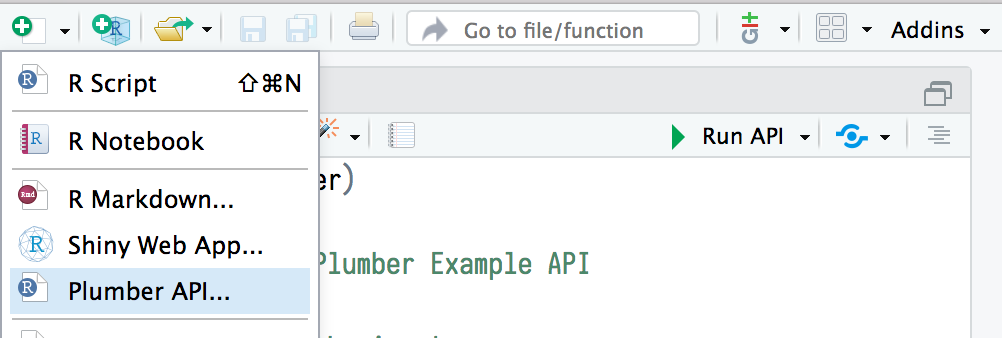 Go to file/function
Addins
R Script ⇧⌘N
R Notebook
Run API
R Markdown...
er)
Shiny Web App...
Plumber Example API
Plumber API...